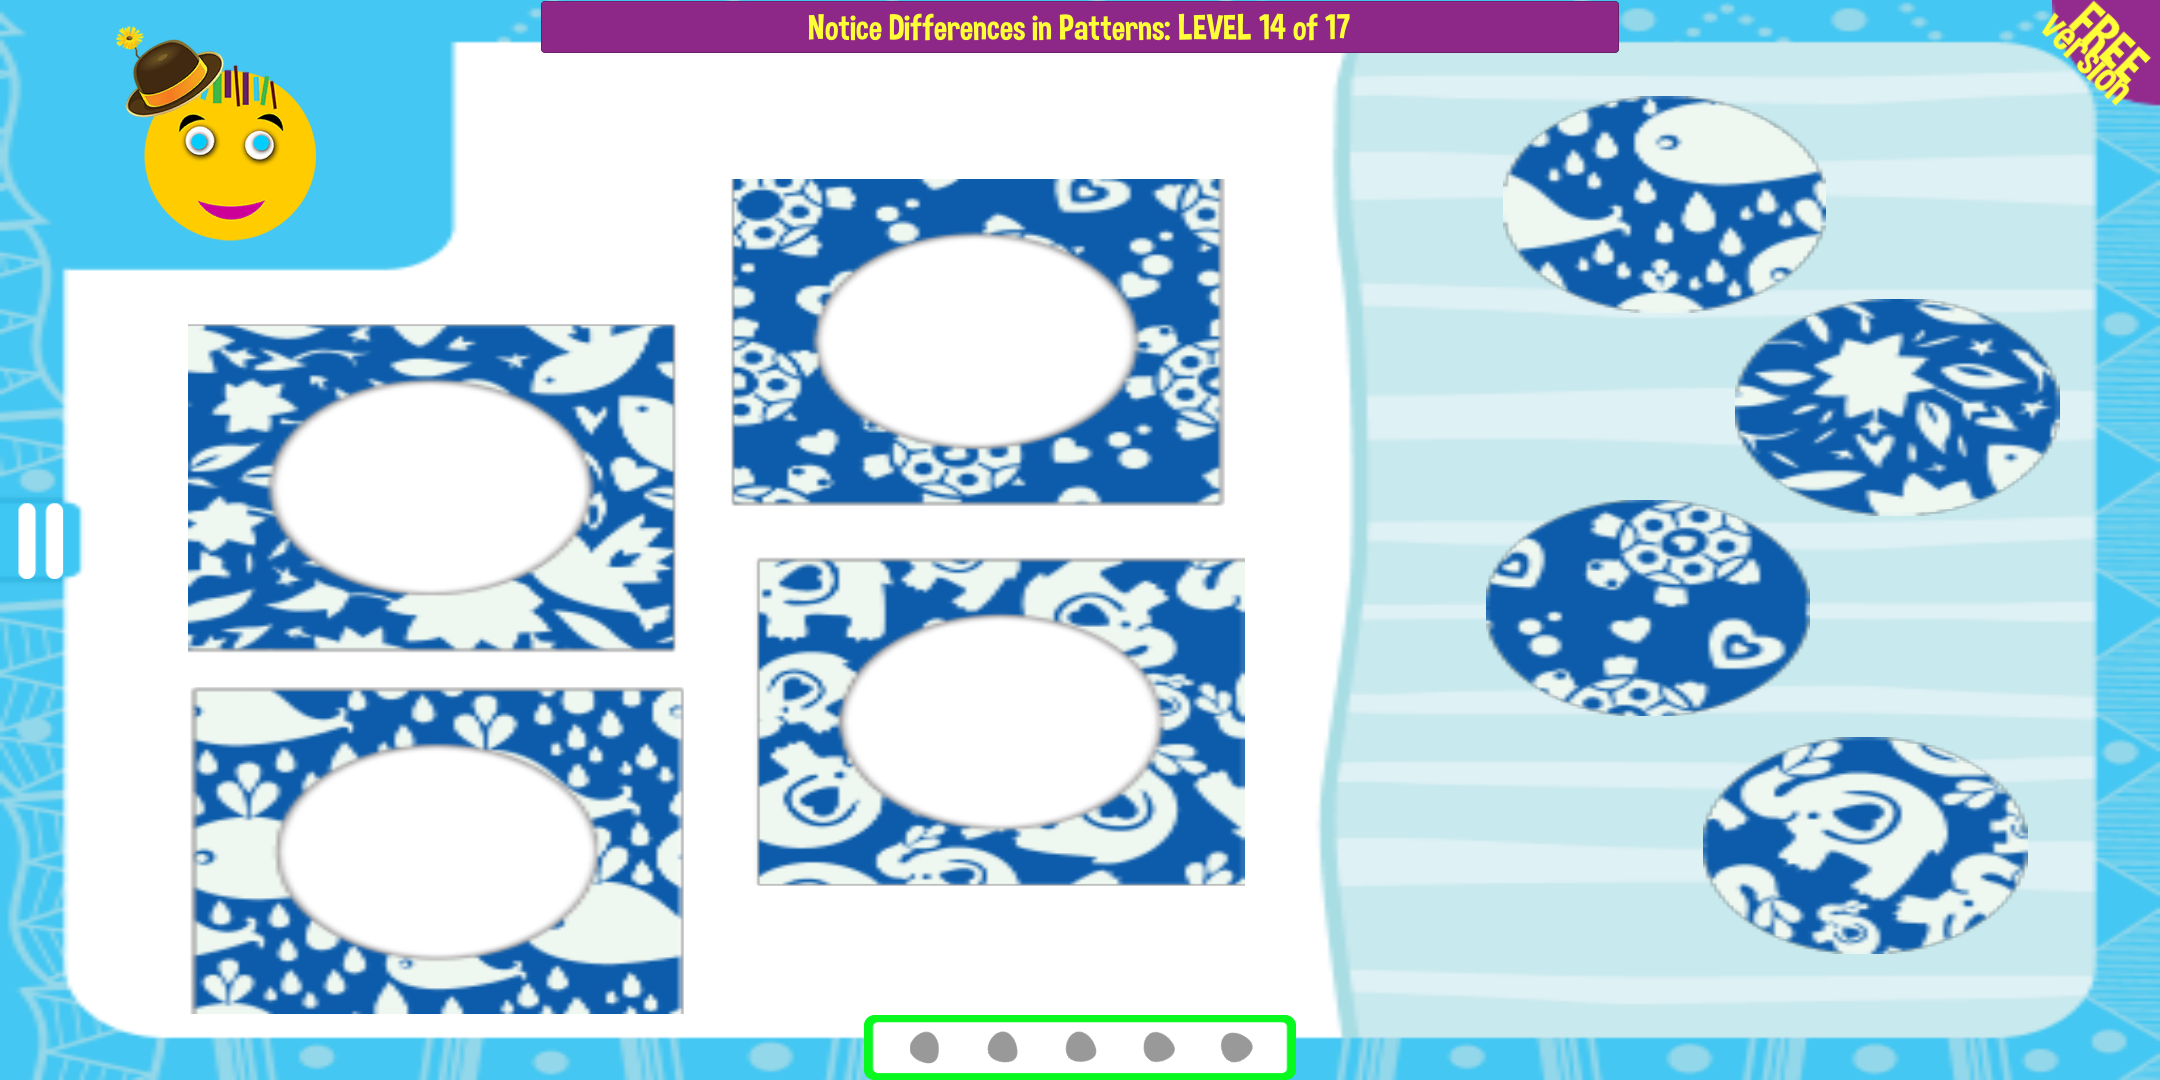 Notice Differences in Patterns: LEVEL 14 of 17
FREE
version